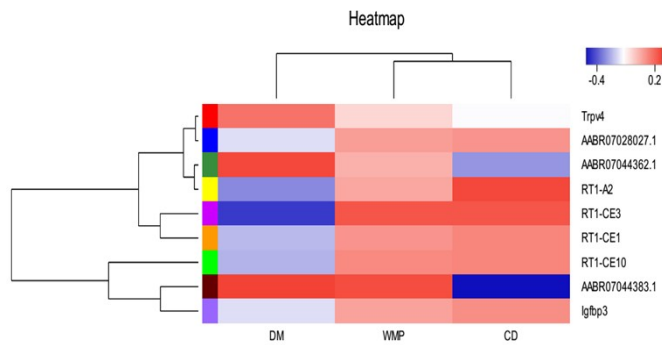 Heatmap
-0.4 0.2
Trpv4
AABR07028027.1
AABR07044362.1
RT1-A2
RT1-CE3
RT1-CE1
RT1-CE10
AABR07044383.1
Igfbp3
DM WMP CD